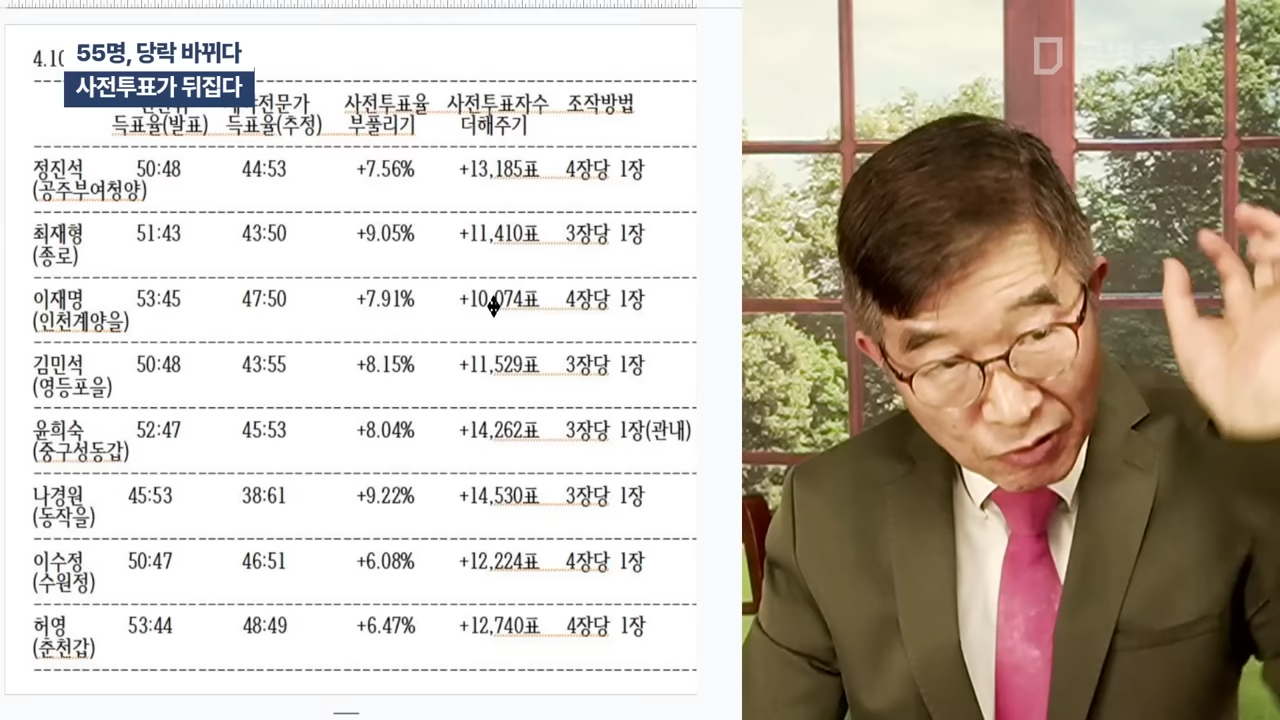 55명, 당락 바뀌다
사전투표가 뒤집다
4.10
전문가 사전투표율 사전투표자수 조작방법
득표율(발표) 득표율(추정) 부풀리기 더해주기
정진석 50:48 44:53 +7.56% +13,185표 4장당 1장
(공주부여청양)
최재형 51:43 43:50 +9.05% +11,410표 3장당 1장
(종로)
이재명 53:45 47:50 +7.91% +10,074표 4장당 1장
(인천계양을)
김민석 50:48 43:55 +8.15% +11,529표 3장당 1장
(영등포을)
윤희숙 52:47 45:53 +8.04% +14,262표 3장당 1장(관내)
(중구성동갑)
나경원 45:53 38:61 +9.22% +14,530표 3장당 1장
(동작을)
이수정 50:47 46:51 +6.08% +12,224표 4장당 1장
(수원정)
허영 53:44 48:49 +6.47% +12,740표 4장당 1장
(춘천갑)